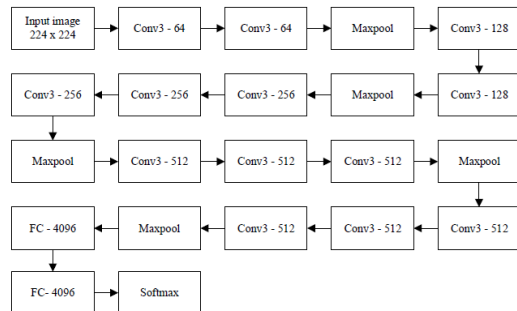 Input image
224 x 224
Conv3 - 64
Conv3 - 64
Maxpool
Conv3 - 128
Conv3 - 128
Maxpool
Conv3 - 256
Conv3 - 256
Conv3 - 256
Maxpool
Conv3 - 512
Conv3 - 512
Conv3 - 512
Maxpool
Conv3 - 512
Conv3 - 512
Conv3 - 512
Maxpool
FC - 4096
FC- 4096
Softmax